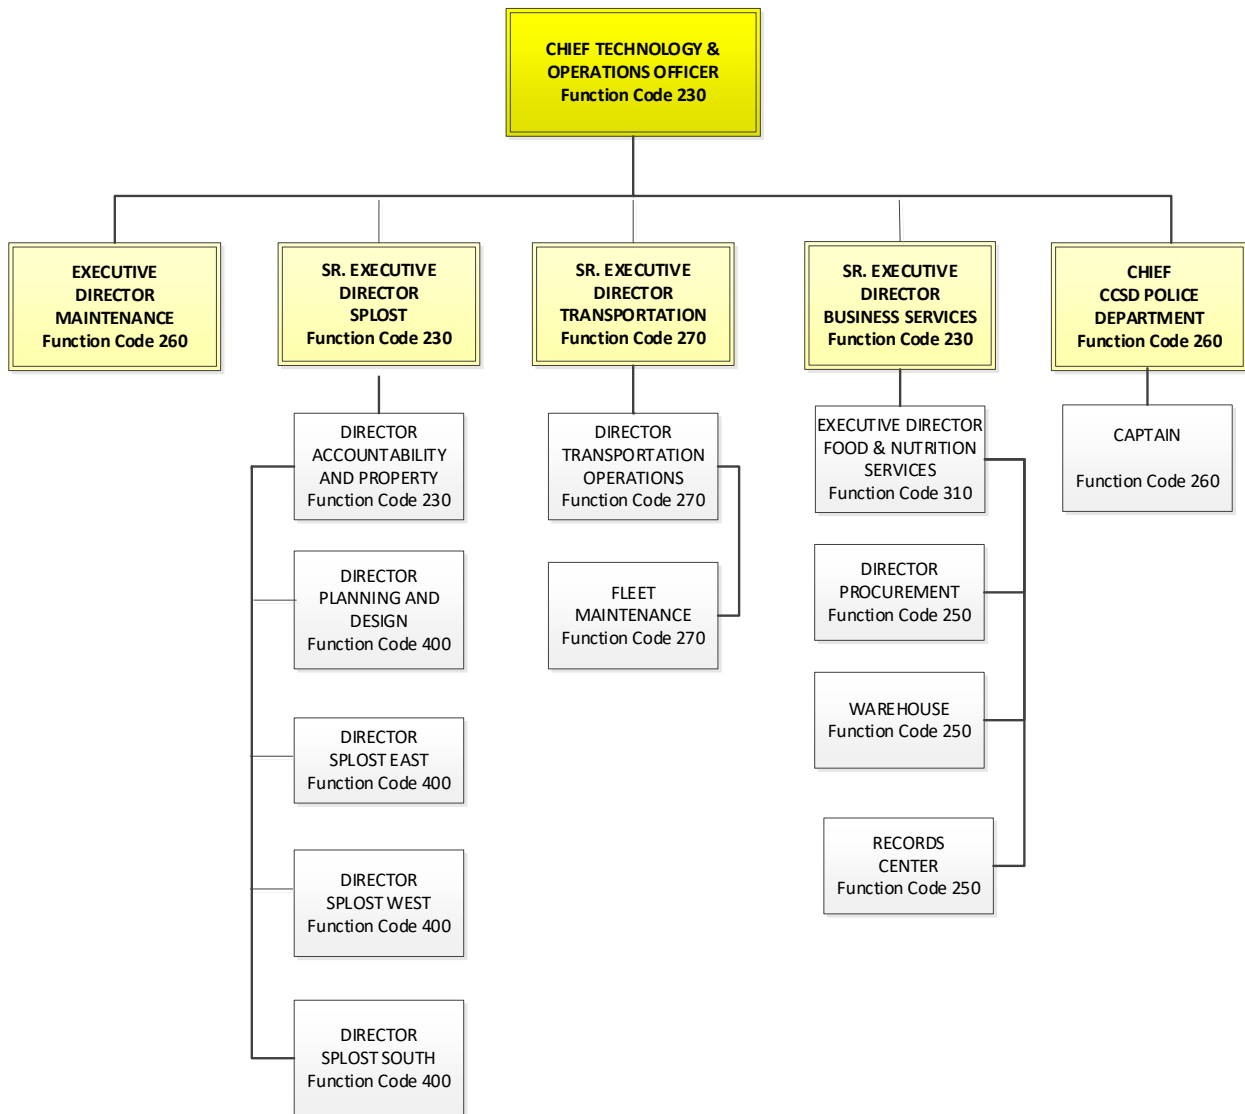 CHIEF TECHNOLOGY &
OPERATIONS OFFICER
Function Code 230
EXECUTIVE
DIRECTOR
MAINTENANCE
Function Code 260
SR. EXECUTIVE
DIRECTOR
SPLOST
Function Code 230
SR. EXECUTIVE
DIRECTOR
TRANSPORTATION
Function Code 270
SR. EXECUTIVE
DIRECTOR
BUSINESS SERVICES
Function Code 230
CHIEF
CCSD POLICE
DEPARTMENT
Function Code 260
DIRECTOR
ACCOUNTABILITY
AND PROPERTY
Function Code 230
DIRECTOR
TRANSPORTATION
OPERATIONS
Function Code 270
EXECUTIVE DIRECTOR
FOOD & NUTRITION
SERVICES
Function Code 310
CAPTAIN
Function Code 260
DIRECTOR
PLANNING AND
DESIGN
Function Code 400
FLEET
MAINTENANCE
Function Code 270
DIRECTOR
PROCUREMENT
Function Code 250
DIRECTOR
SPLOST EAST
Function Code 400
WAREHOUSE
Function Code 250
DIRECTOR
SPLOST WEST
Function Code 400
RECORDS
CENTER
Function Code 250
DIRECTOR
SPLOST SOUTH
Function Code 400